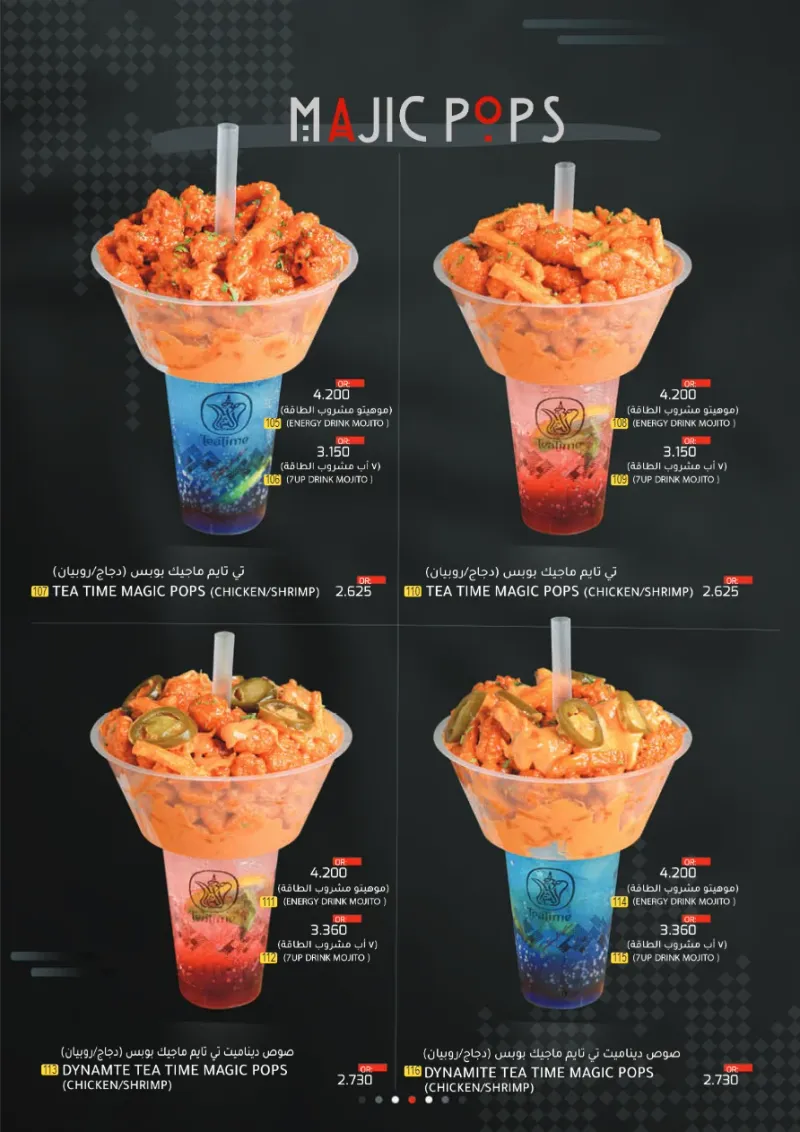 MAJIC POPS
OR:
4.200
(موهيتو مشروب الطاقة)
105 (ENERGY DRINK MOJITO )
OR:
3.150
(٧ أب مشروب الطاقة)
106 (7UP DRINK MOJITO )
TeaTime
تي تايم ماجيك بوبس (دجاج/روبيان)
107 TEA TIME MAGIC POPS (CHICKEN/SHRIMP) OR: 2.625
OR:
4.200
(موهيتو مشروب الطاقة)
108 (ENERGY DRINK MOJITO )
OR:
3.150
(٧ أب مشروب الطاقة)
109 (7UP DRINK MOJITO )
TeaTime
تي تايم ماجيك بوبس (دجاج/روبيان)
110 TEA TIME MAGIC POPS (CHICKEN/SHRIMP) OR: 2.625
OR:
4.200
(موهيتو مشروب الطاقة)
111 (ENERGY DRINK MOJITO )
OR:
3.360
(٧ أب مشروب الطاقة)
112 (7UP DRINK MOJITO )
TeaTime
صوص ديناميت تي تايم ماجيك بوبس (دجاج/روبيان)
113 DYNAMTE TEA TIME MAGIC POPS
(CHICKEN/SHRIMP)
OR: 2.730
OR:
4.200
(موهيتو مشروب الطاقة)
114 (ENERGY DRINK MOJITO )
OR:
3.360
(٧ أب مشروب الطاقة)
115 (7UP DRINK MOJITO )
TeaTime
صوص ديناميت تي تايم ماجيك بوبس (دجاج/روبيان)
116 DYNAMITE TEA TIME MAGIC POPS
(CHICKEN/SHRIMP)
OR: 2.730